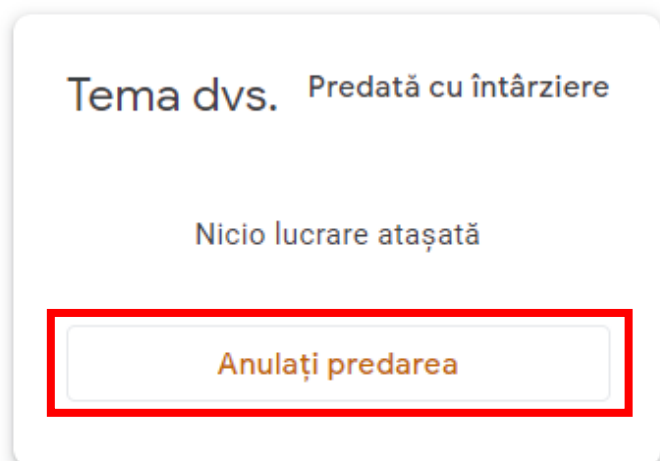 Tema dvs. Predată cu întârziere
Nicio lucrare atașată
Anulați predarea